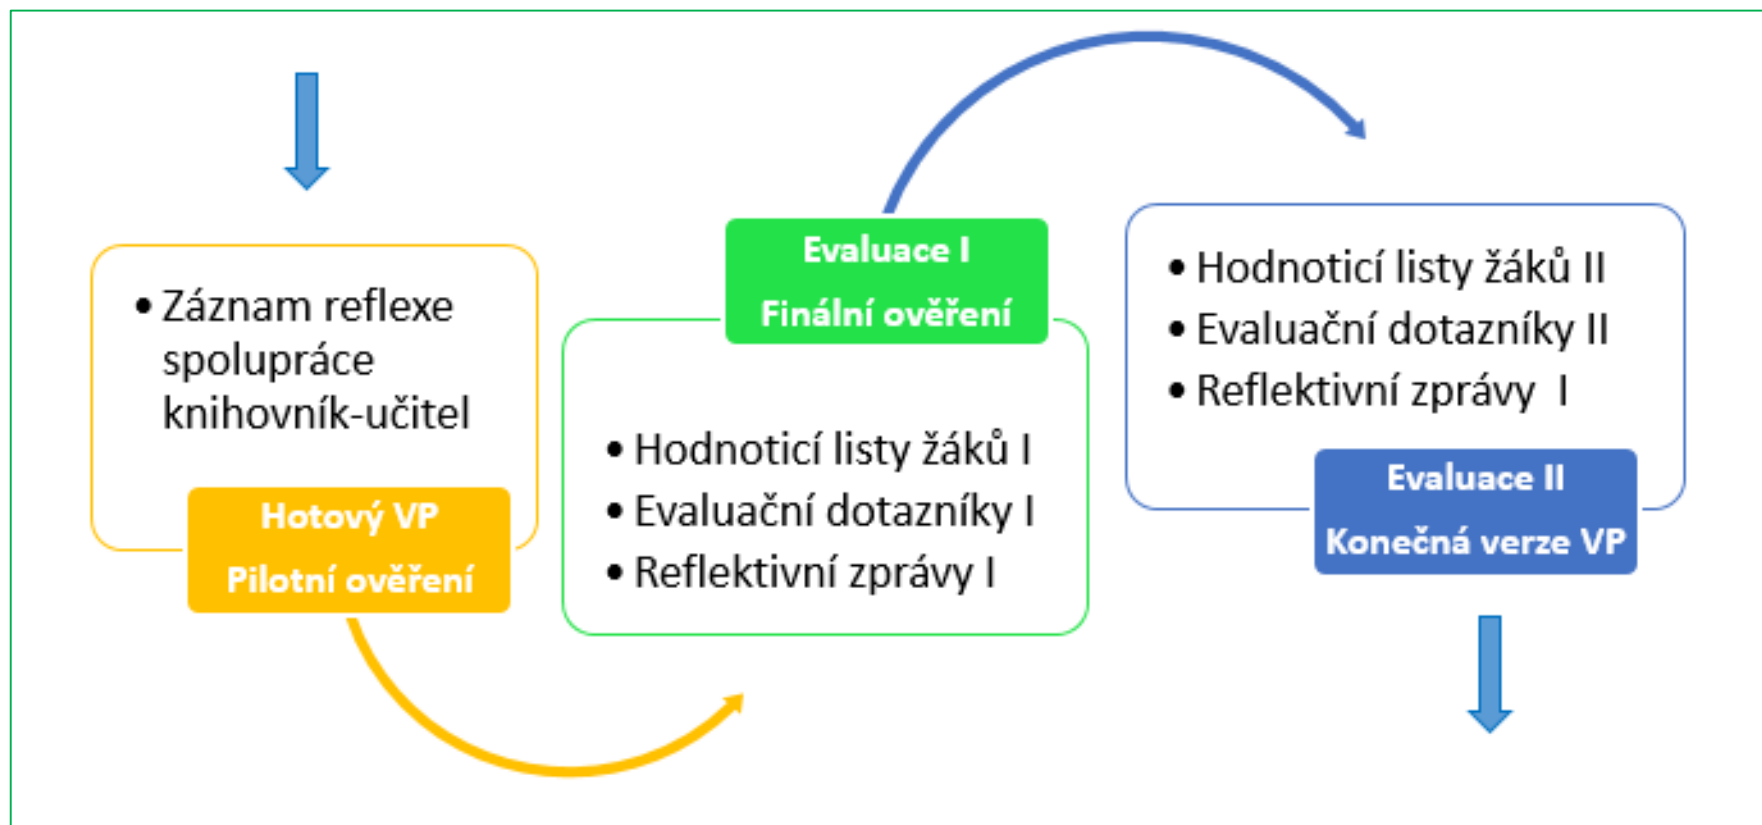 • Záznam reflexe
spolupráce
knihovník-učitel
Hotový VP
Pilotní ověření
Evaluace I
Finální ověření
• Hodnoticí listy žáků I
• Evaluační dotazníky I
• Reflektivní zprávy I
• Hodnoticí listy žáků II
• Evaluační dotazníky II
• Reflektivní zprávy  I
Evaluace II
Konečná verze VP